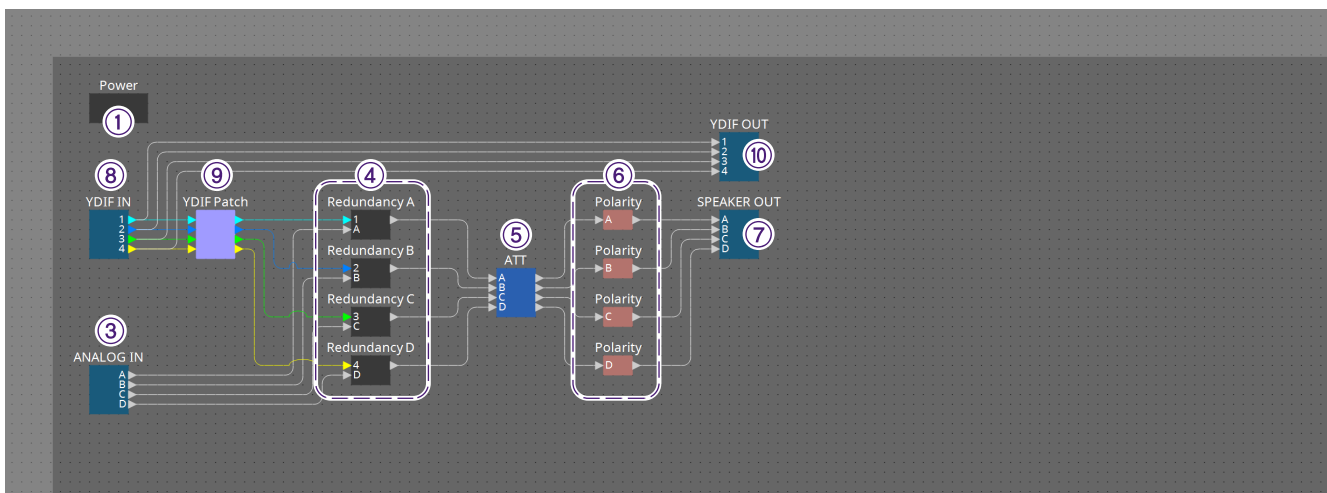 Power
①
YDIF OUT
1
2
3
4
⑩
⑧
⑨
④
⑥
YDIF IN
1
2
3
4
YDIF Patch
Redundancy A
1
A
Redundancy B
2
B
Redundancy C
3
C
Redundancy D
4
D
⑤
ATT
A
B
C
D
Polarity
A
Polarity
B
Polarity
C
Polarity
D
SPEAKER OUT
A
B
C
D
⑦
③
ANALOG IN
A
B
C
D